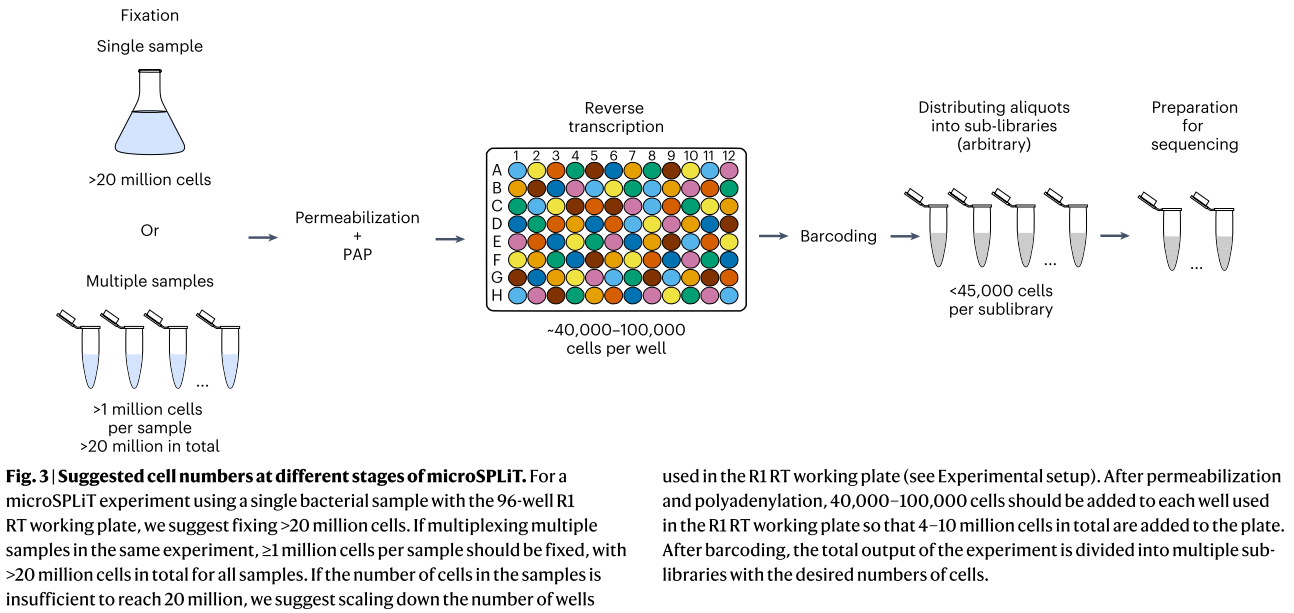 Fixation
Single sample
>20 million cells
Or
Multiple samples
...
>1 million cells
per sample
>20 million in total
Permeabilization
+
PAP
Reverse
transcription
1 2 3 4 5 6 7 8 9 10 11 12
A
B
C
D
E
F
G
H
~40,000–100,000
cells per well
Barcoding
Distributing aliquots
into sub-libraries
(arbitrary)
...
<45,000 cells
per sublibrary
Preparation
for
sequencing
...
Fig. 3 | Suggested cell numbers at different stages of microSPLiT. For a
microSPLiT experiment using a single bacterial sample with the 96-well R1
RT working plate, we suggest fixing >20 million cells. If multiplexing multiple
samples in the same experiment, ≥1 million cells per sample should be fixed, with
>20 million cells in total for all samples. If the number of cells in the samples is
insufficient to reach 20 million, we suggest scaling down the number of wells
used in the R1 RT working plate (see Experimental setup). After permeabilization
and polyadenylation, 40,000–100,000 cells should be added to each well used
in the R1 RT working plate so that 4–10 million cells in total are added to the plate.
After barcoding, the total output of the experiment is divided into multiple sub-
libraries with the desired numbers of cells.